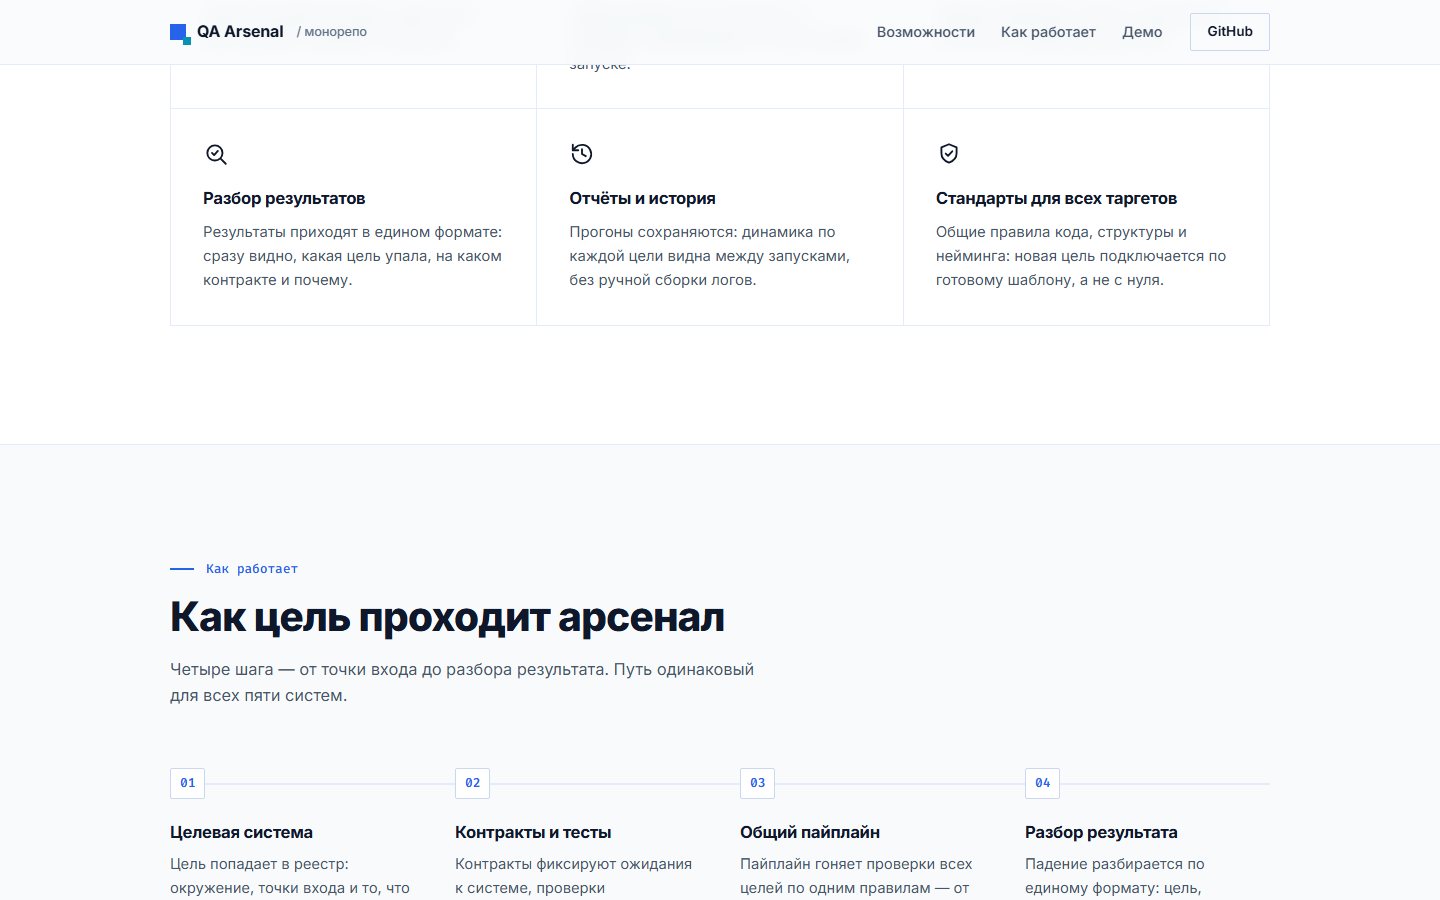 QA Arsenal / монорепо
Возможности
Как работает
Демо
GitHub
запуске.
Разбор результатов
Результаты приходят в едином формате:
сразу видно, какая цель упала, на каком
контракте и почему.
Отчёты и история
Прогоны сохраняются: динамика по
каждой цели видна между запусками,
без ручной сборки логов.
Стандарты для всех таргетов
Общие правила кода, структуры и
нейминга: новая цель подключается по
готовому шаблону, а не с нуля.
Как работает
Как цель проходит арсенал
Четыре шага — от точки входа до разбора результата. Путь одинаковый
для всех пяти систем.
01
Целевая система
Цель попадает в реестр:
окружение, точки входа и то, что
02
Контракты и тесты
Контракты фиксируют ожидания
к системе, проверки
03
Общий пайплайн
Пайплайн гоняет проверки всех
целей по одним правилам — от
04
Разбор результата
Падение разбирается по
единому формату: цель,